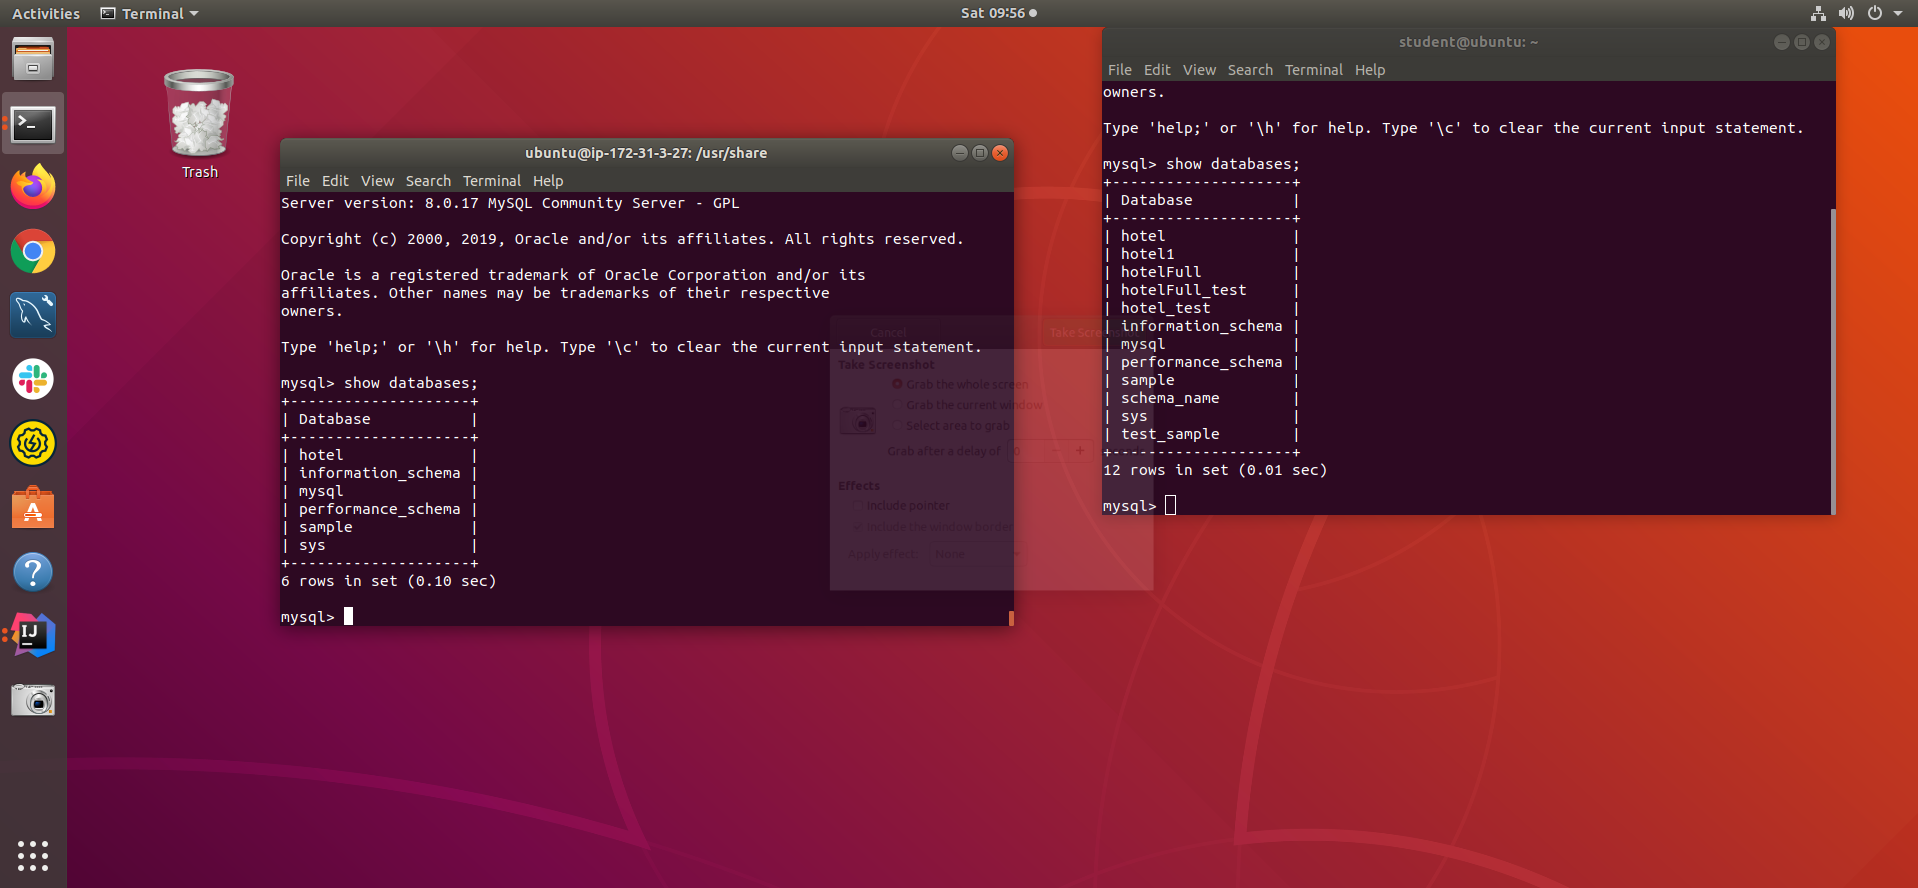 Activities
Terminal
Sat 09:56
Trash
ubuntu@ip-172-31-3-27: /usr/share
File Edit View Search Terminal Help
Server version: 8.0.17 MySQL Community Server - GPL
Copyright (c) 2000, 2019, Oracle and/or its affiliates. All rights reserved.
Oracle is a registered trademark of Oracle Corporation and/or its
affiliates. Other names may be trademarks of their respective
owners.
Type 'help;' or '\h' for help. Type '\c' to clear the current input statement.
mysql> show databases;
+--------------------+
| Database           |
+--------------------+
| hotel              |
| information_schema |
| mysql              |
| performance_schema |
| sample             |
| sys                |
+--------------------+
6 rows in set (0.10 sec)
mysql>
Cancel
Take Screenshot
Take Screenshot
Grab the whole screen
Grab the current window
Select area to grab
Grab after a delay of 0 - +
Effects
Include pointer
Include the window border
Apply effect: None
student@ubuntu: ~
File Edit View Search Terminal Help
owners.
Type 'help;' or '\h' for help. Type '\c' to clear the current input statement.
mysql> show databases;
+--------------------+
| Database           |
+--------------------+
| hotel              |
| hotel1             |
| hotelFull          |
| hotelFull_test     |
| hotel_test         |
| information_schema |
| mysql              |
| performance_schema |
| sample             |
| schema_name        |
| sys                |
| test_sample        |
+--------------------+
12 rows in set (0.01 sec)
mysql>
IJ